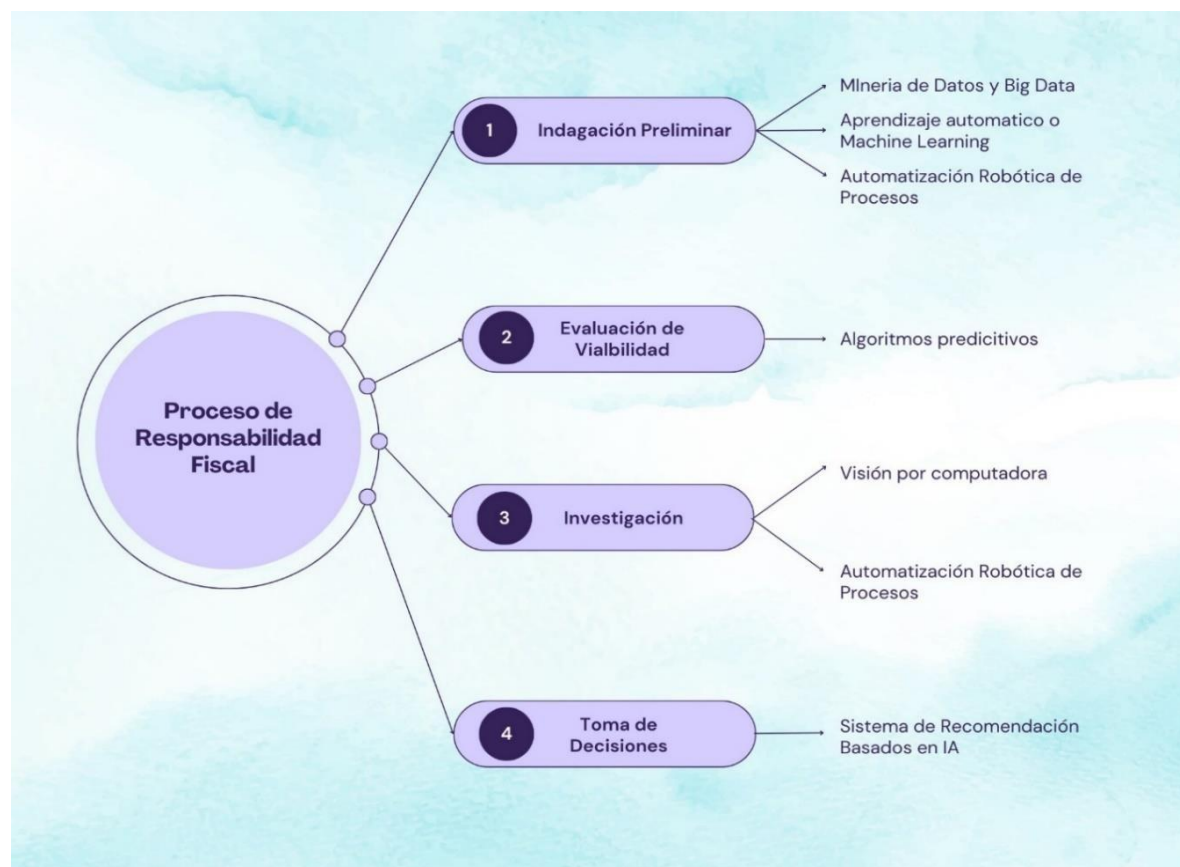 Proceso de
Responsabilidad
Fiscal
1
Indagación Preliminar
MIneria de Datos y Big Data
Aprendizaje automatico o
Machine Learning
Automatización Robótica de
Procesos
2
Evaluación de
Vialbilidad
Algoritmos predicitivos
3
Investigación
Visión por computadora
Automatización Robótica de
Procesos
4
Toma de
Decisiones
Sistema de Recomendación
Basados en IA